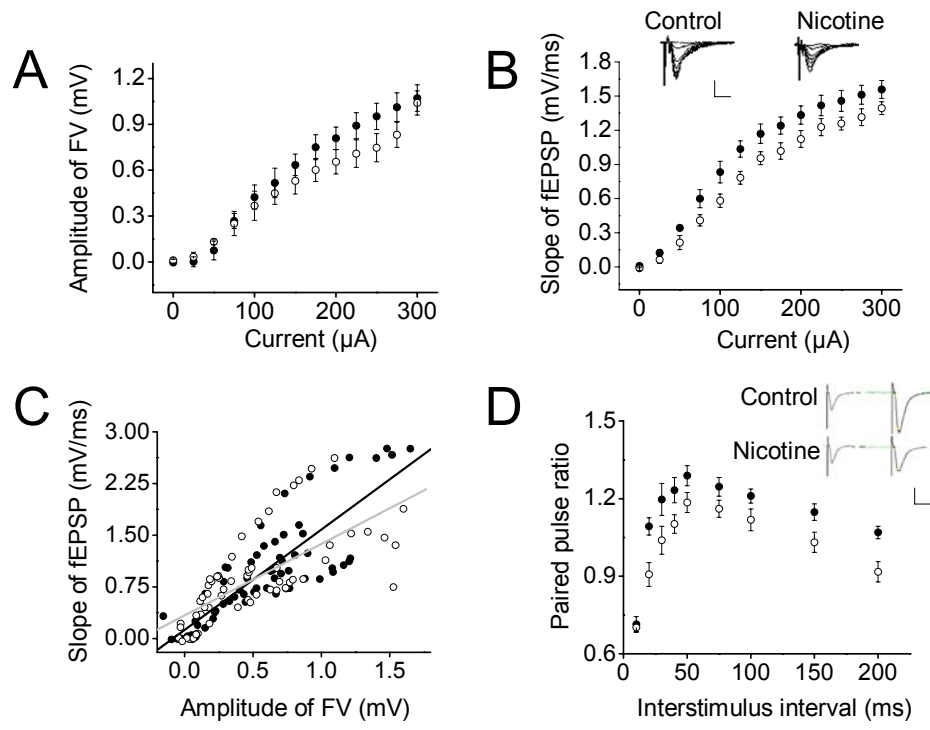 A
Amplitude of FV (mV)
1.2
0.9
0.6
0.3
0.0
0
100
200
300
Current (µA)
B
Control
Nicotine
Slope of fEPSP (mV/ms)
1.8
1.5
1.2
0.9
0.6
0.3
0.0
0
100
200
300
Current (µA)
C
Slope of fEPSP (mV/ms)
3.00
2.25
1.50
0.75
0.00
0.0
0.5
1.0
1.5
Amplitude of FV (mV)
D
Control
Nicotine
Paired pulse ratio
1.5
1.2
0.9
0.6
0
50
100
150
200
Interstimulus interval (ms)